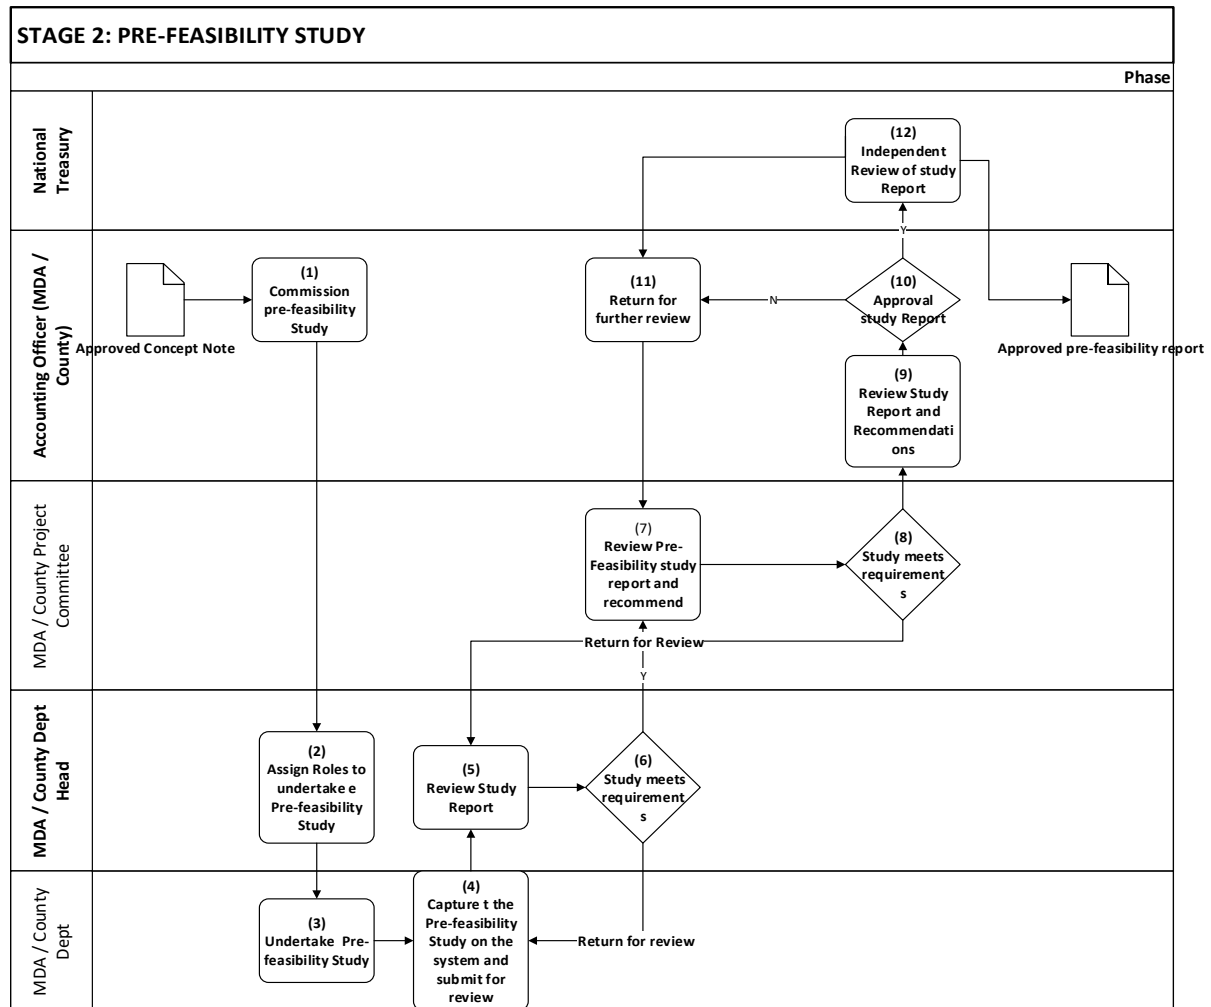 STAGE 2: PRE-FEASIBILITY STUDY
Phase
National
Treasury
(12)
Independent
Review of study
Report
Y
Accounting Officer (MDA /
County)
Approved Concept Note
(1)
Commission
pre-feasibility
Study
(11)
Return for
further review
N
(10)
Approval
study Report
Approved pre-feasibility report
(9)
Review Study
Report and
Recommendati
ons
MDA / County Project
Committee
(7)
Review Pre-
Feasibility study
report and
recommend
(8)
Study meets
requirement
s
Return for Review
Y
MDA / County Dept
Head
(2)
Assign Roles to
undertake e
Pre-feasibility
Study
(5)
Review Study
Report
(6)
Study meets
requirement
s
MDA / County
Dept
(3)
Undertake Pre-
feasibility Study
(4)
Capture t the
Pre-feasibility
Study on the
system and
submit for
review
Return for review